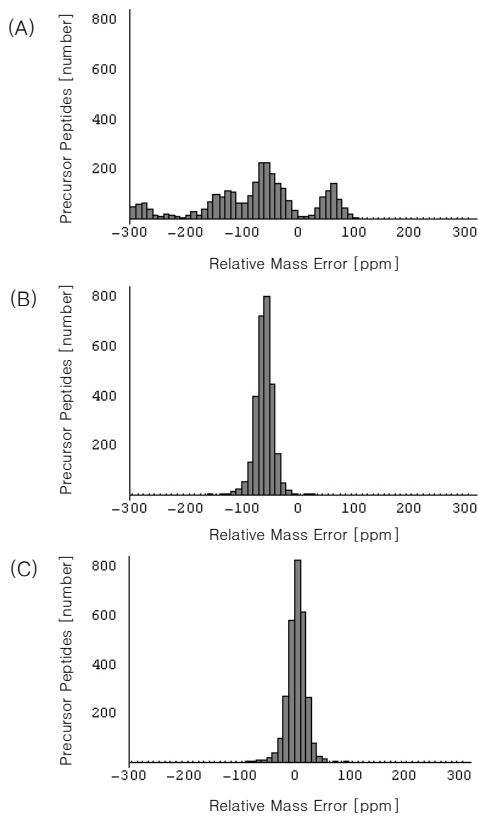 (A)
Precursor Peptides [number]
800
600
400
200
-300 -200 -100 0 100 200 300
Relative Mass Error [ppm]
(B)
Precursor Peptides [number]
800
600
400
200
-300 -200 -100 0 100 200 300
Relative Mass Error [ppm]
(C)
Precursor Peptides [number]
800
600
400
200
-300 -200 -100 0 100 200 300
Relative Mass Error [ppm]